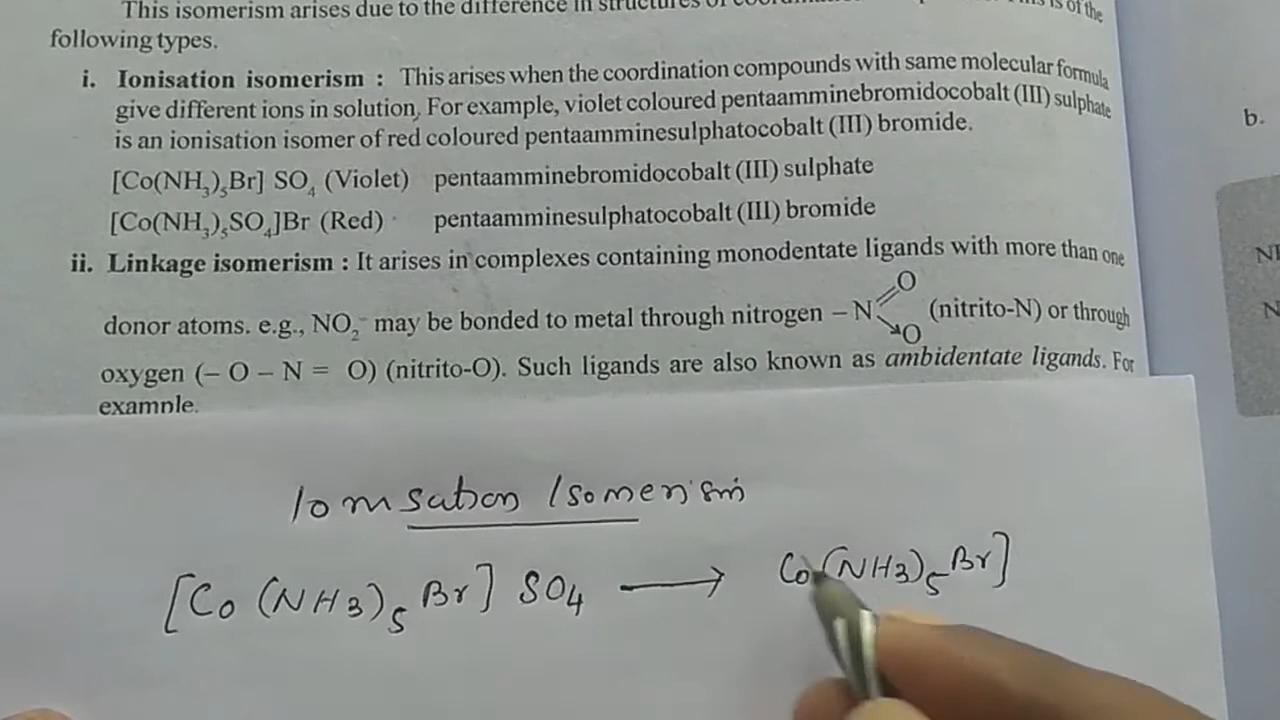 This isomerism arises due to the difference in structures of
is of the
following types.
i. Ionisation isomerism : This arises when the coordination compounds with same molecular formula
give different ions in solution, For example, violet coloured pentaamminebromidocobalt (III) sulphate
is an ionisation isomer of red coloured pentaamminesulphatocobalt (III) bromide.
[Co(NH₃)₅Br] SO₄ (Violet) pentaamminebromidocobalt (III) sulphate
[Co(NH₃)₅SO₄]Br (Red) pentaamminesulphatocobalt (III) bromide
ii. Linkage isomerism : It arises in complexes containing monodentate ligands with more than one
donor atoms. e.g., NO₂⁻ may be bonded to metal through nitrogen – N O O (nitrito-N) or through
oxygen (– O – N = O) (nitrito-O). Such ligands are also known as ambidentate ligands. For
example.
b.
Ionisation Isomerism
[Co (NH3)₅ Br] SO₄ ⟶ Co(NH3)₅Br]